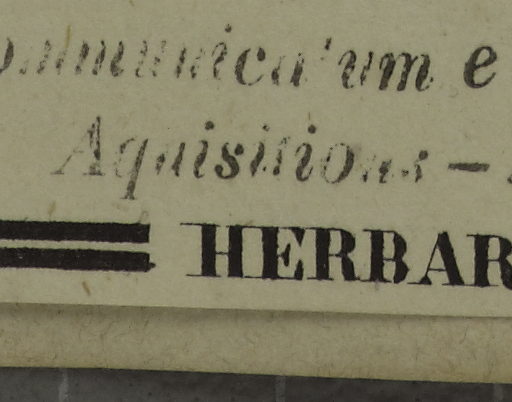 ommunicatum e
Aquisitions –
HERBAR